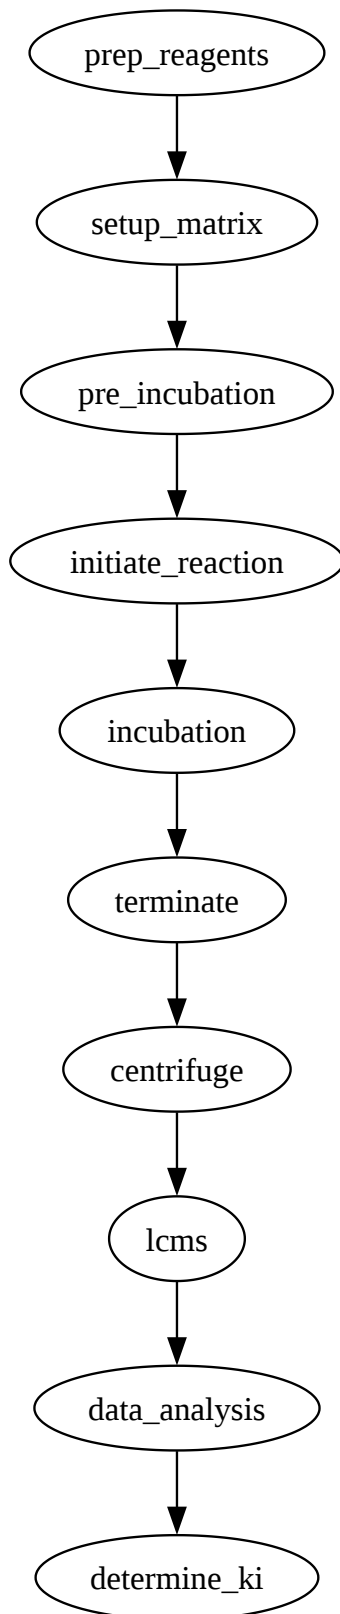 prep_reagents
setup_matrix
pre_incubation
initiate_reaction
incubation
terminate
centrifuge
lcms
data_analysis
determine_ki